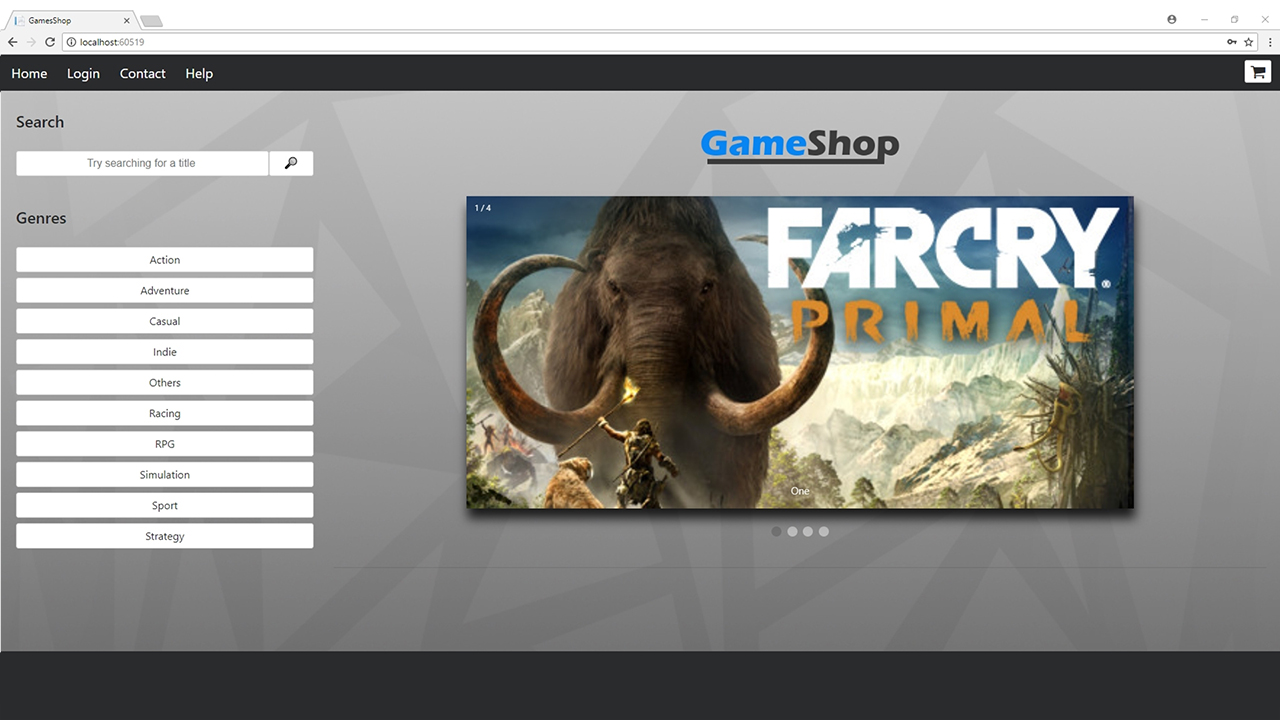 GamesShop
localhost:60519
Home Login Contact Help
Search
Try searching for a title
Genres
Action
Adventure
Casual
Indie
Others
Racing
RPG
Simulation
Sport
Strategy
GameShop
1 / 4
FARCRY®
PRIMAL
One